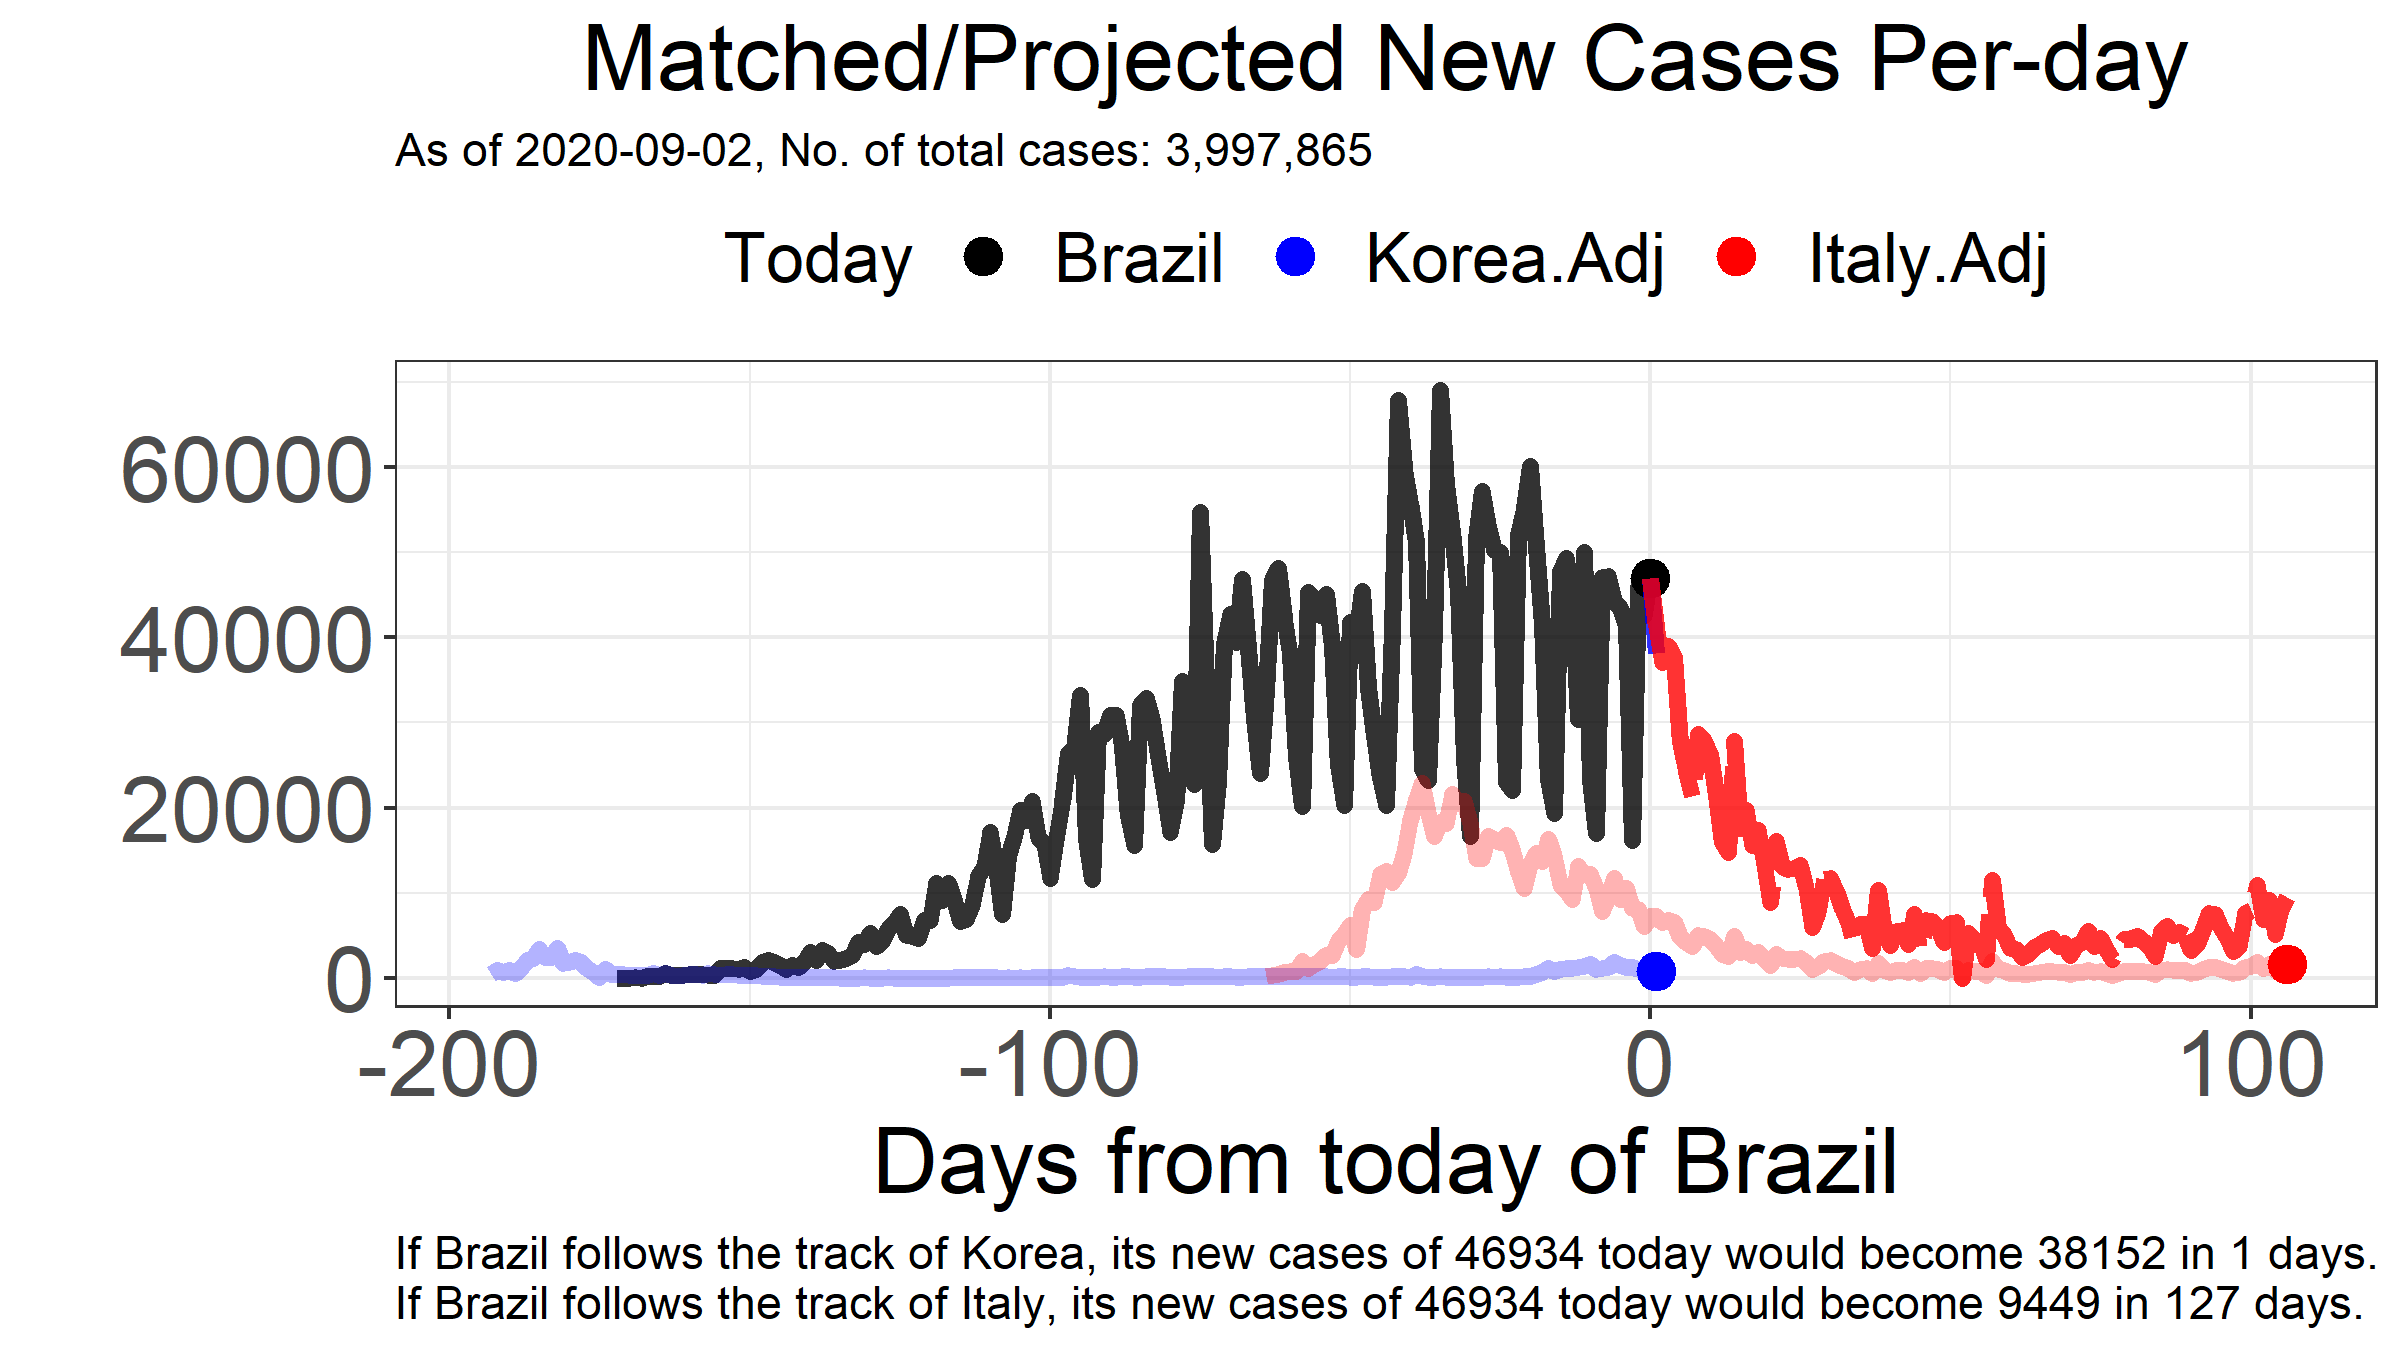 Matched/Projected New Cases Per-day
As of 2020-09-02, No. of total cases: 3,997,865
Today Brazil Korea.Adj Italy.Adj
60000
40000
20000
0
-200 -100 0 100
Days from today of Brazil
If Brazil follows the track of Korea, its new cases of 46934 today would become 38152 in 1 days.
If Brazil follows the track of Italy, its new cases of 46934 today would become 9449 in 127 days.